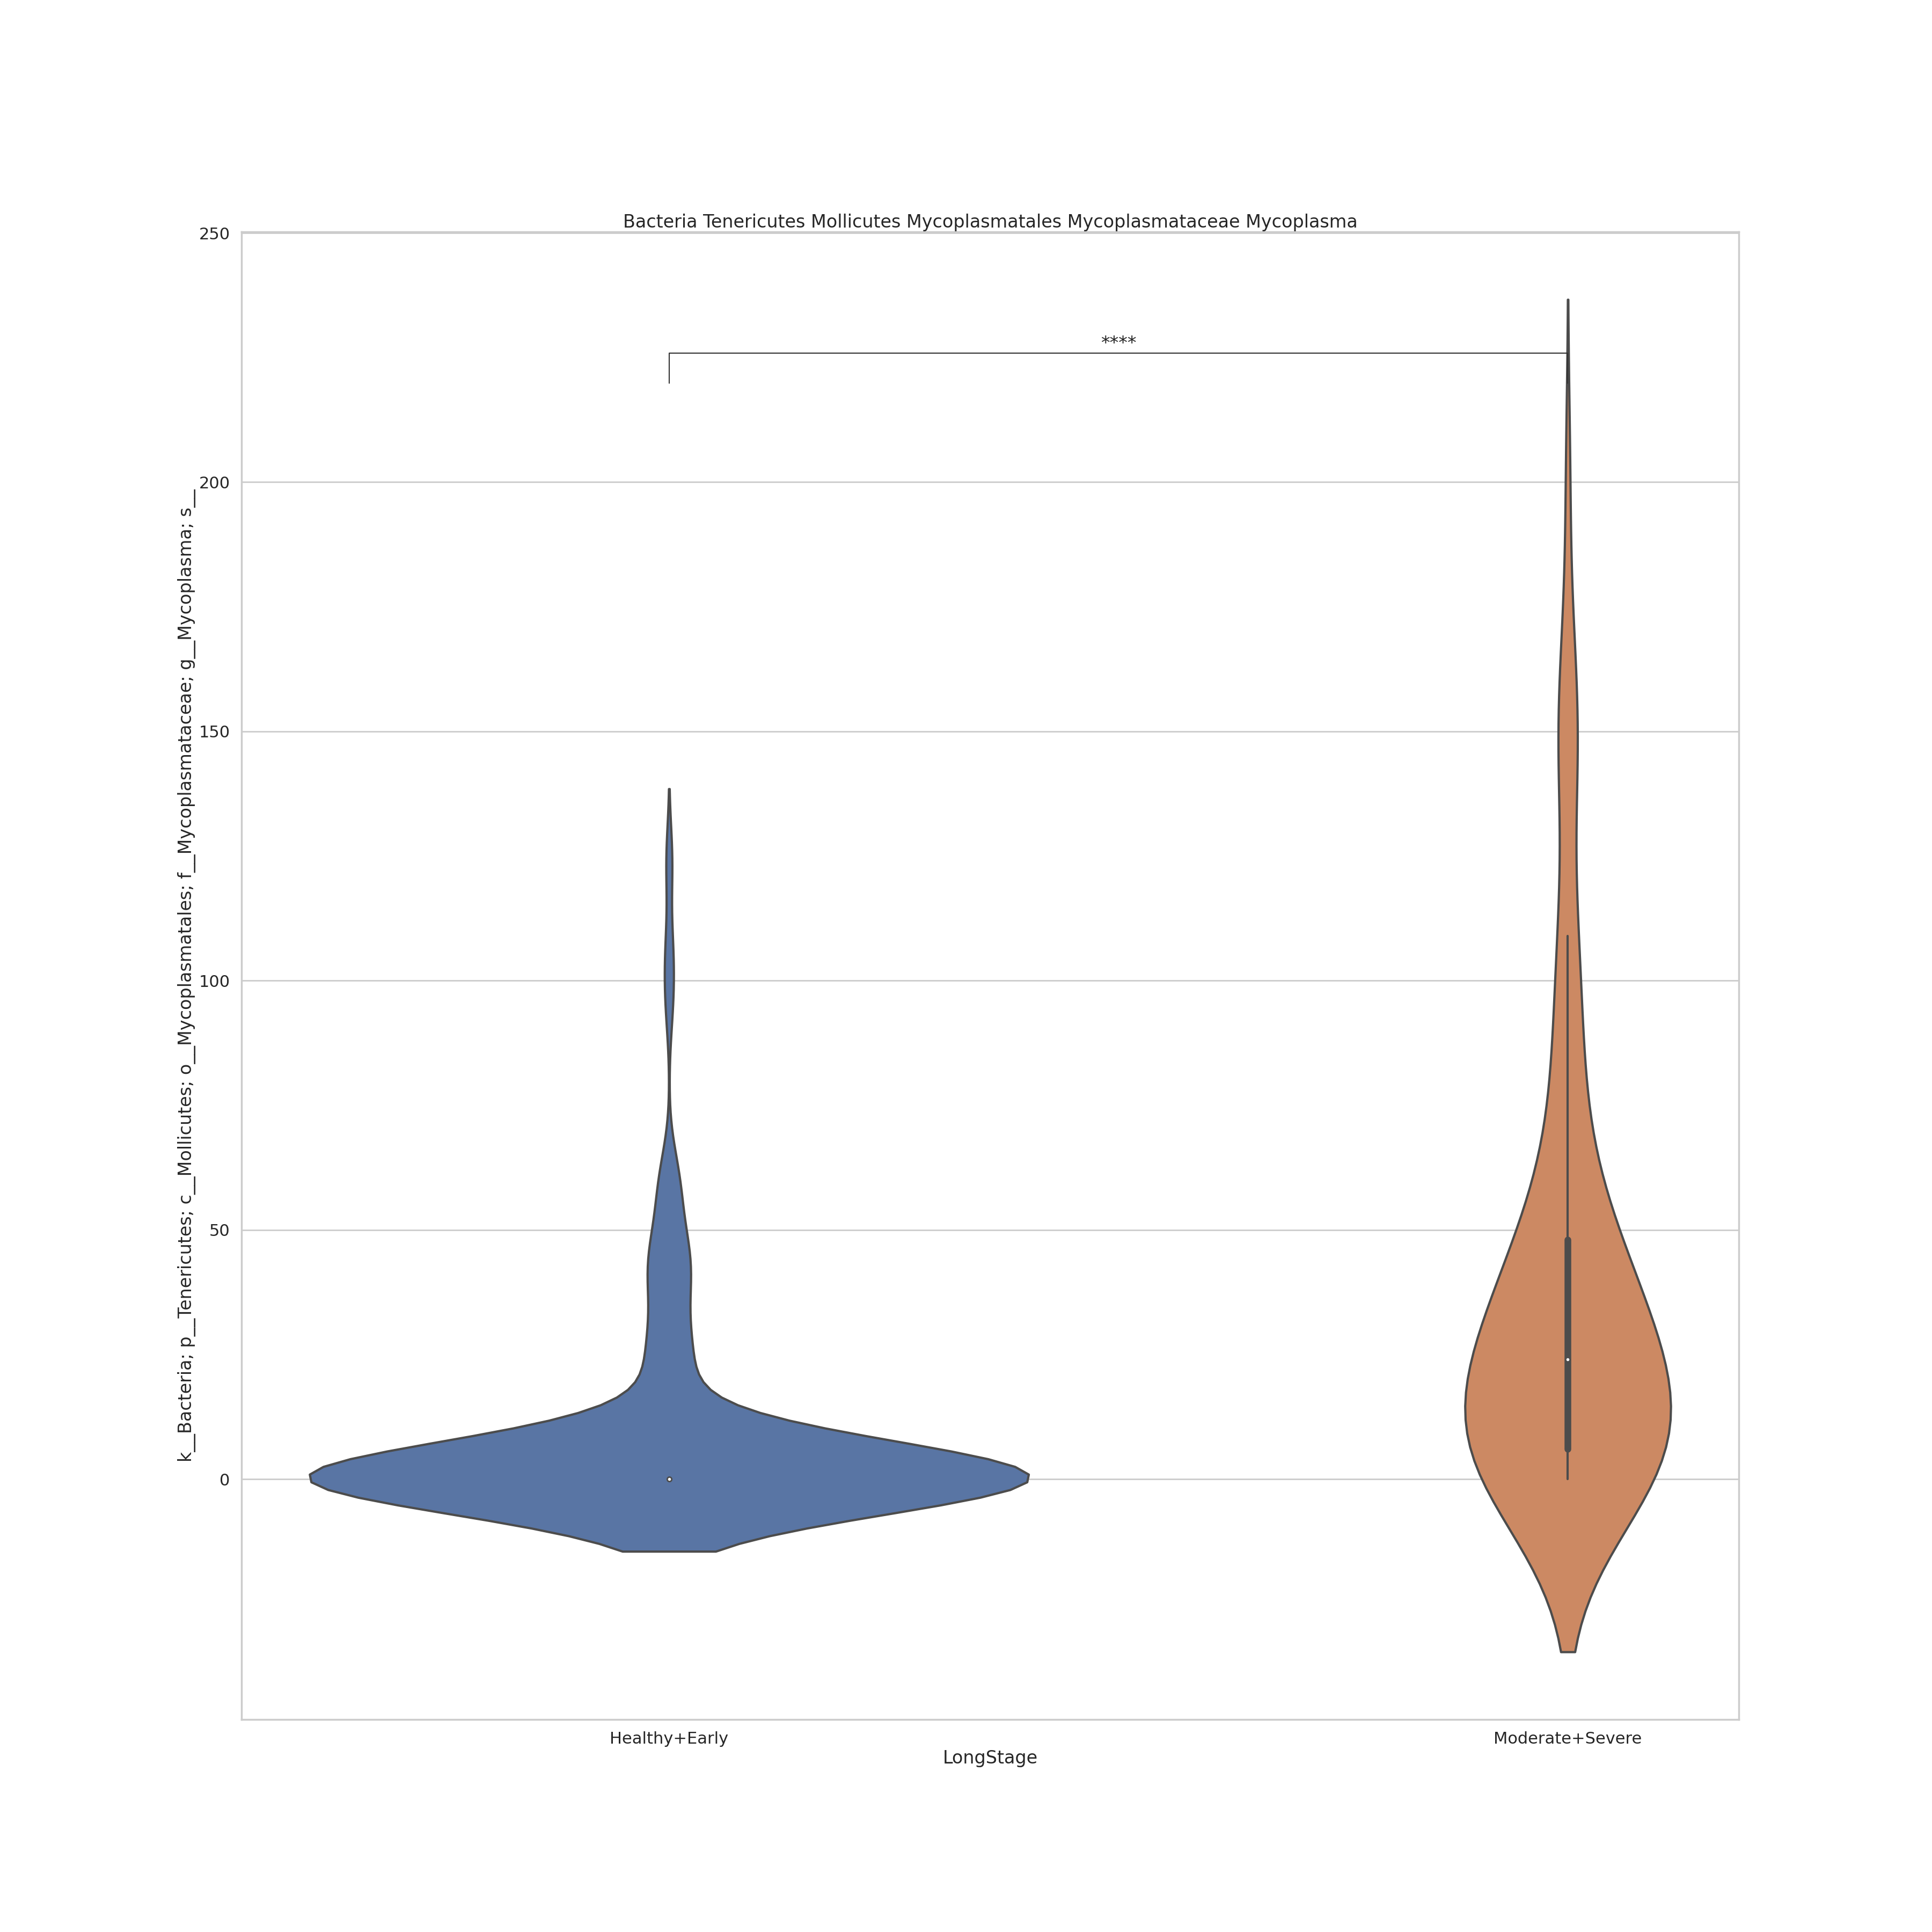 Bacteria Tenericutes Mollicutes Mycoplasmatales Mycoplasmataceae Mycoplasma
k__Bacteria; p__Tenericutes; c__Mollicutes; o__Mycoplasmatales; f__Mycoplasmataceae; g__Mycoplasma; s__
250
200
150
100
50
0
****
Healthy+Early
Moderate+Severe
LongStage